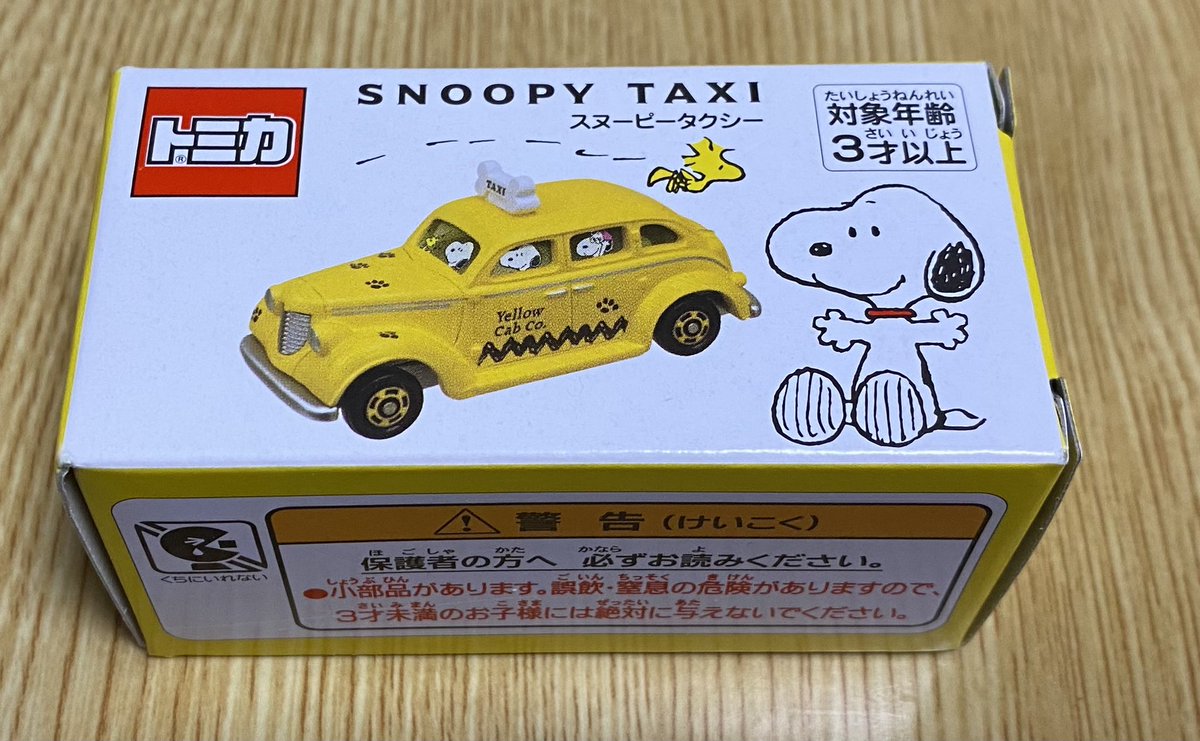 トミカ
®
SNOOPY TAXI
スヌーピータクシー
たいしょうねんれい
対象年齢
さい い じょう
3才以上
TAXI
Yellow
Cab Co.
くちにいれない
警告(けいこく)
ほ ご しゃ かた かなら よ
保護者の方へ 必ずお読みください。
しょう ぶ ひん ご いん ちっそく き けん
●小部品があります。誤飲・窒息の危険がありますので、
さい み まん こ さま ぜったい あた
3才未満のお子様には絶対に与えないでください。